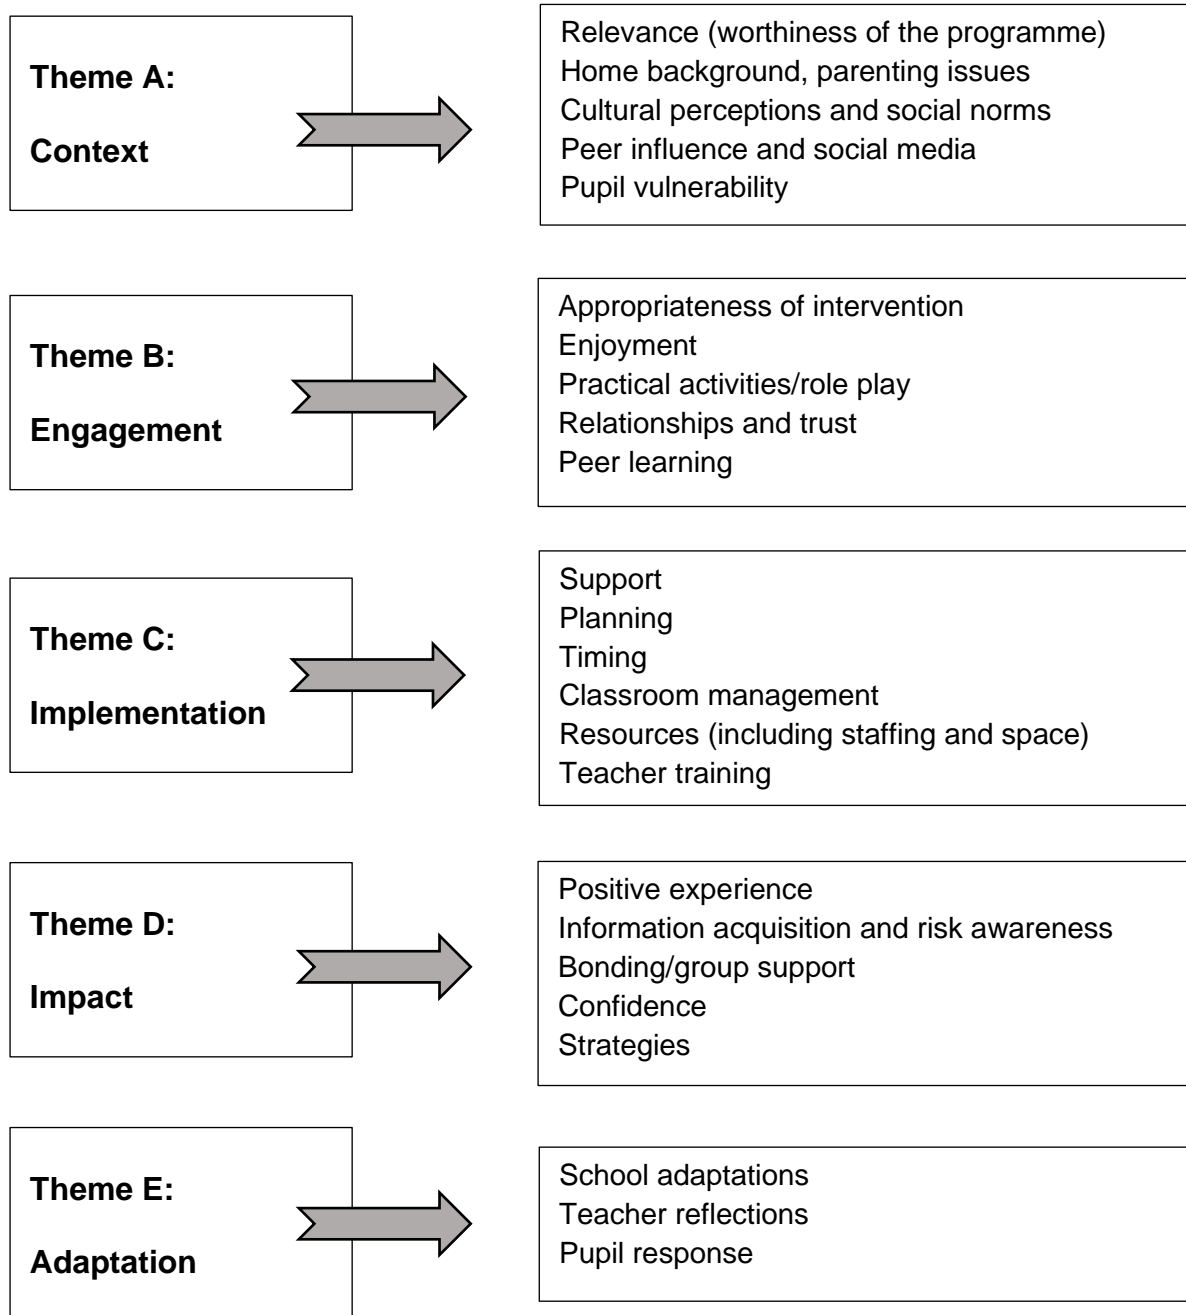 Theme A:
Context
Relevance (worthiness of the programme)
Home background, parenting issues
Cultural perceptions and social norms
Peer influence and social media
Pupil vulnerability
Theme B:
Engagement
Appropriateness of intervention
Enjoyment
Practical activities/role play
Relationships and trust
Peer learning
Theme C:
Implementation
Support
Planning
Timing
Classroom management
Resources (including staffing and space)
Teacher training
Theme D:
Impact
Positive experience
Information acquisition and risk awareness
Bonding/group support
Confidence
Strategies
Theme E:
Adaptation
School adaptations
Teacher reflections
Pupil response